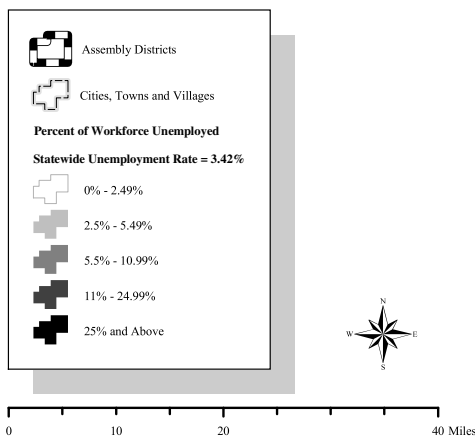 Assembly Districts
Cities, Towns and Villages
Percent of Workforce Unemployed
Statewide Unemployment Rate = 3.42%
0% - 2.49%
2.5% - 5.49%
5.5% - 10.99%
11% - 24.99%
25% and Above
N
W E
S
0 10 20 40 Miles